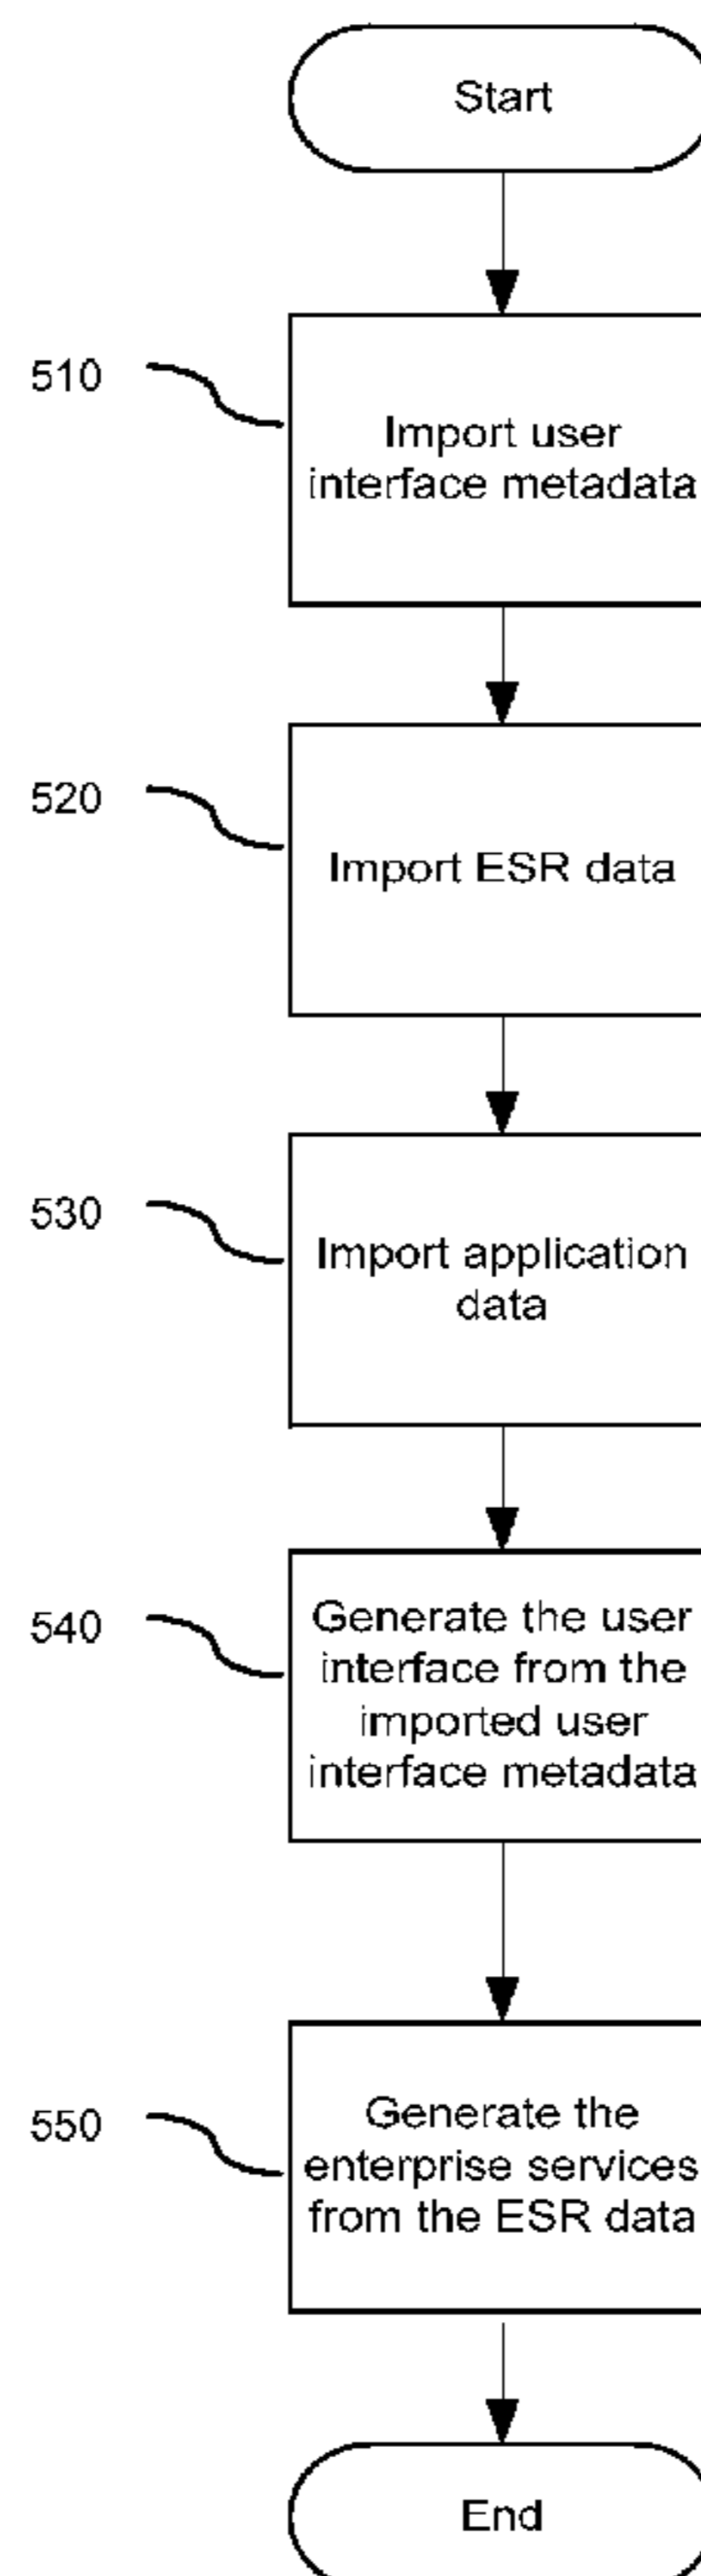 Start
510
Import user
interface metadata
520
Import ESR data
530
Import application
data
540
Generate the user
interface from the
imported user
interface metadata
550
Generate the
enterprise services
from the ESR data
End